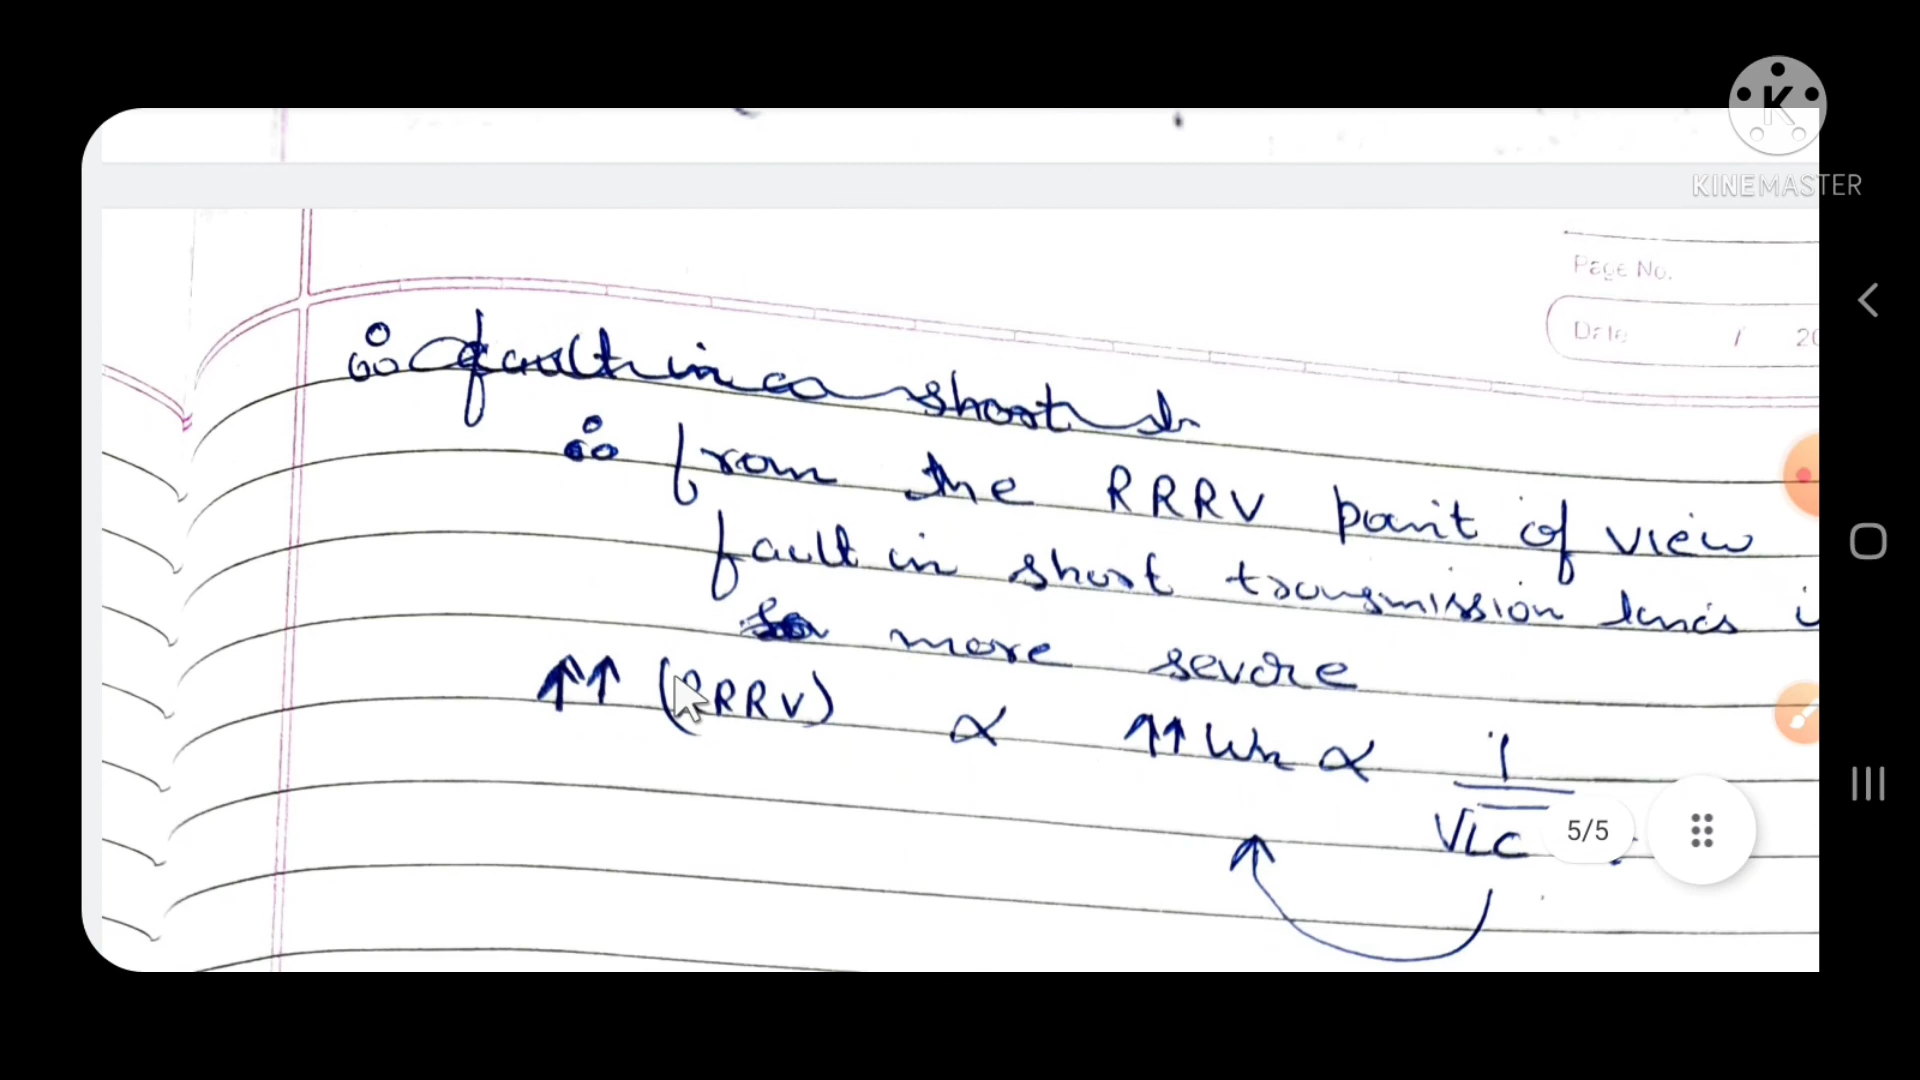 KINEMASTER
Page No.
Date / 20
∴ fault in a short
∴ from the RRRV point of view
fault in short transmission lines i
more severe
↑↑ (RRRV) ∝ ↑↑ Wn ∝ 1/√LC
5/5